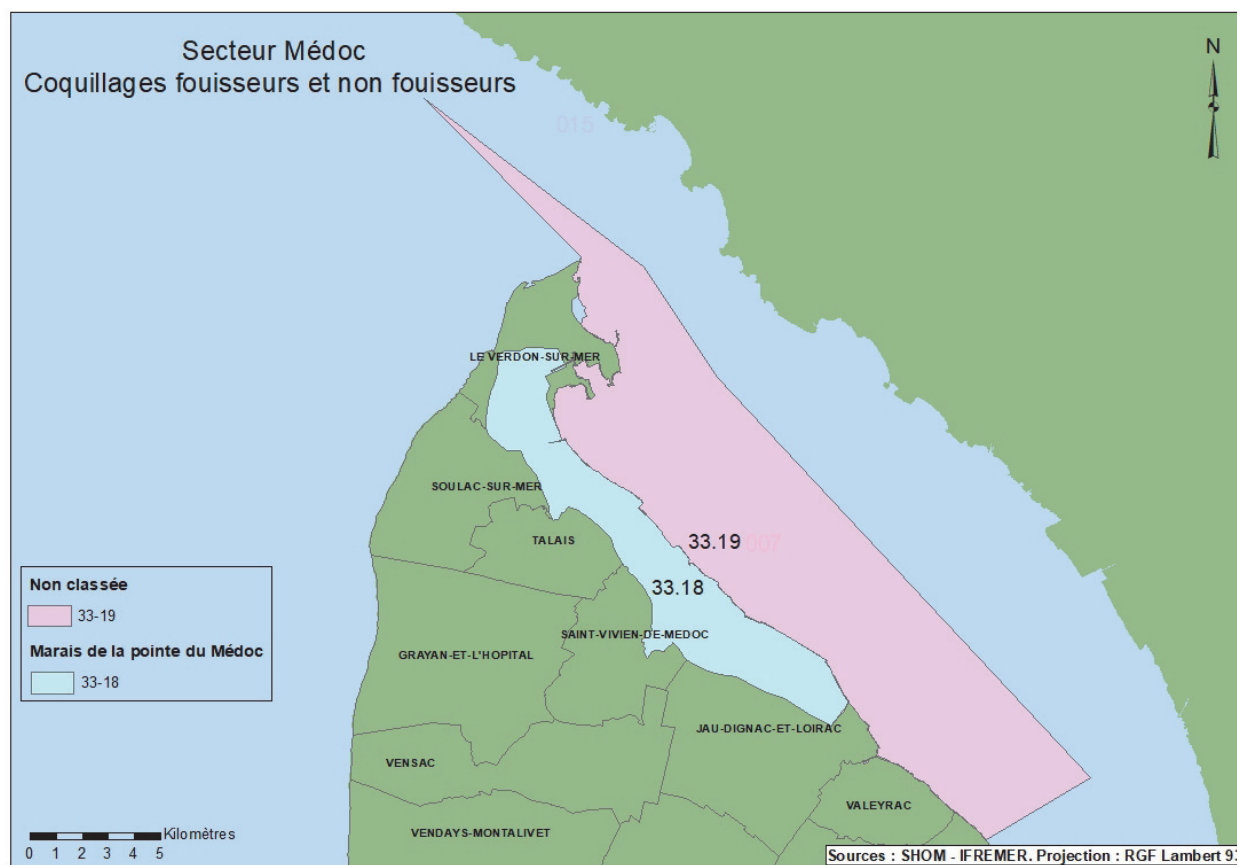 Secteur Médoc
Coquillages fouisseurs et non fouisseurs
N
015
LE VERDON-SUR-MER
SOULAC-SUR-MER
TALAIS
33.19 007
33.18
SAINT-VIVIEN-DE-MEDOC
GRAYAN-ET-L'HOPITAL
JAU-DIGNAC-ET-LOIRAC
VENSAC
VALEYRAC
VENDAYS-MONTALIVET
Non classée
33-19
Marais de la pointe du Médoc
33-18
Kilomètres
0 1 2 3 4 5
Sources : SHOM - IFREMER. Projection : RGF Lambert 93